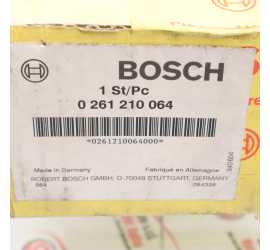 BOSCH
1 St/Pc
0 261 210 064
*0261210064000*
Made in Germany
Fabriqué en Allemagne
ROBERT BOSCH GMBH, D-70049 STUTTGART, GERMANY